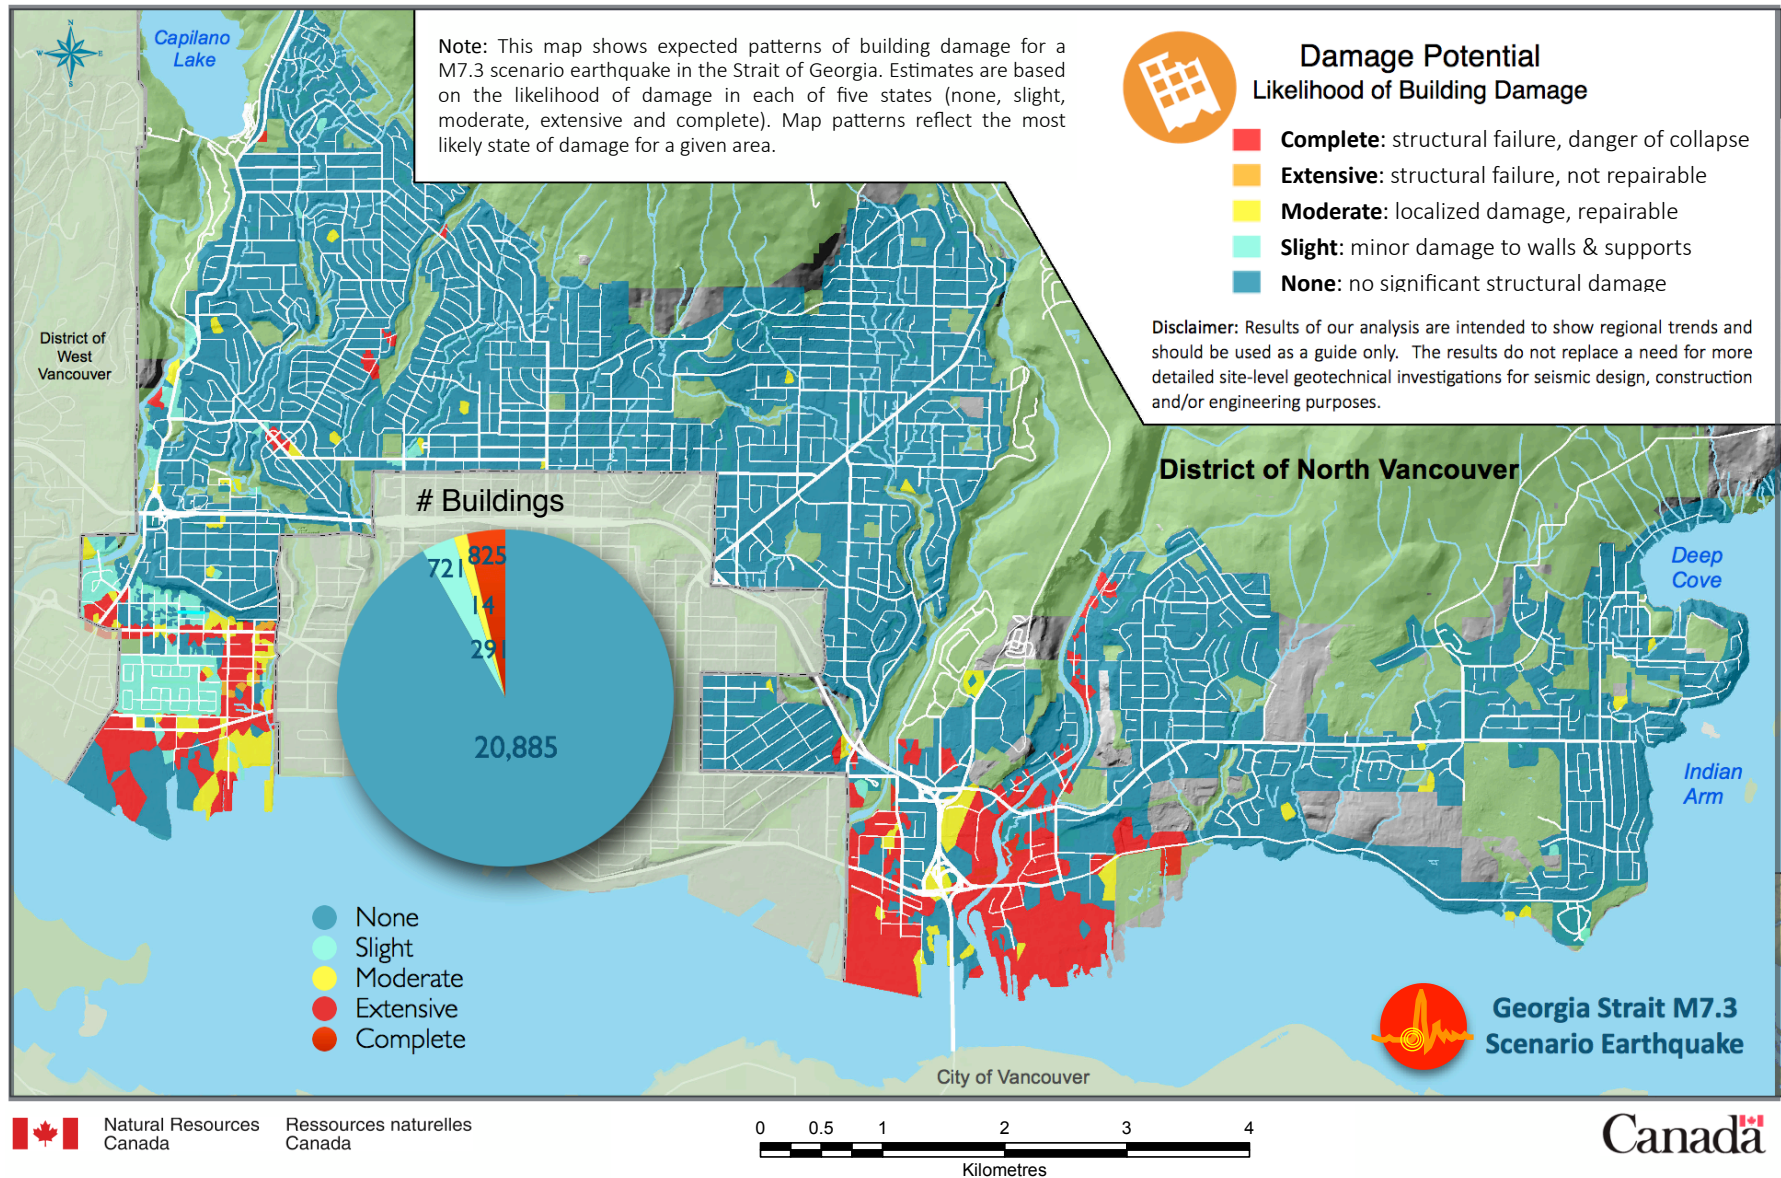 N
W
E
S
Capilano
Lake
Note: This map shows expected patterns of building damage for a
M7.3 scenario earthquake in the Strait of Georgia. Estimates are based
on the likelihood of damage in each of five states (none, slight,
moderate, extensive and complete). Map patterns reflect the most
likely state of damage for a given area.
Damage Potential
Likelihood of Building Damage
Complete: structural failure, danger of collapse
Extensive: structural failure, not repairable
Moderate: localized damage, repairable
Slight: minor damage to walls & supports
None: no significant structural damage
Disclaimer: Results of our analysis are intended to show regional trends and
should be used as a guide only. The results do not replace a need for more
detailed site-level geotechnical investigations for seismic design, construction
and/or engineering purposes.
District of
West
Vancouver
District of North Vancouver
# Buildings
825
721
14
291
20,885
Deep
Cove
Indian
Arm
None
Slight
Moderate
Extensive
Complete
Georgia Strait M7.3
Scenario Earthquake
City of Vancouver
Natural Resources
Canada
Ressources naturelles
Canada
0 0.5 1 2 3 4
Kilometres
Canada